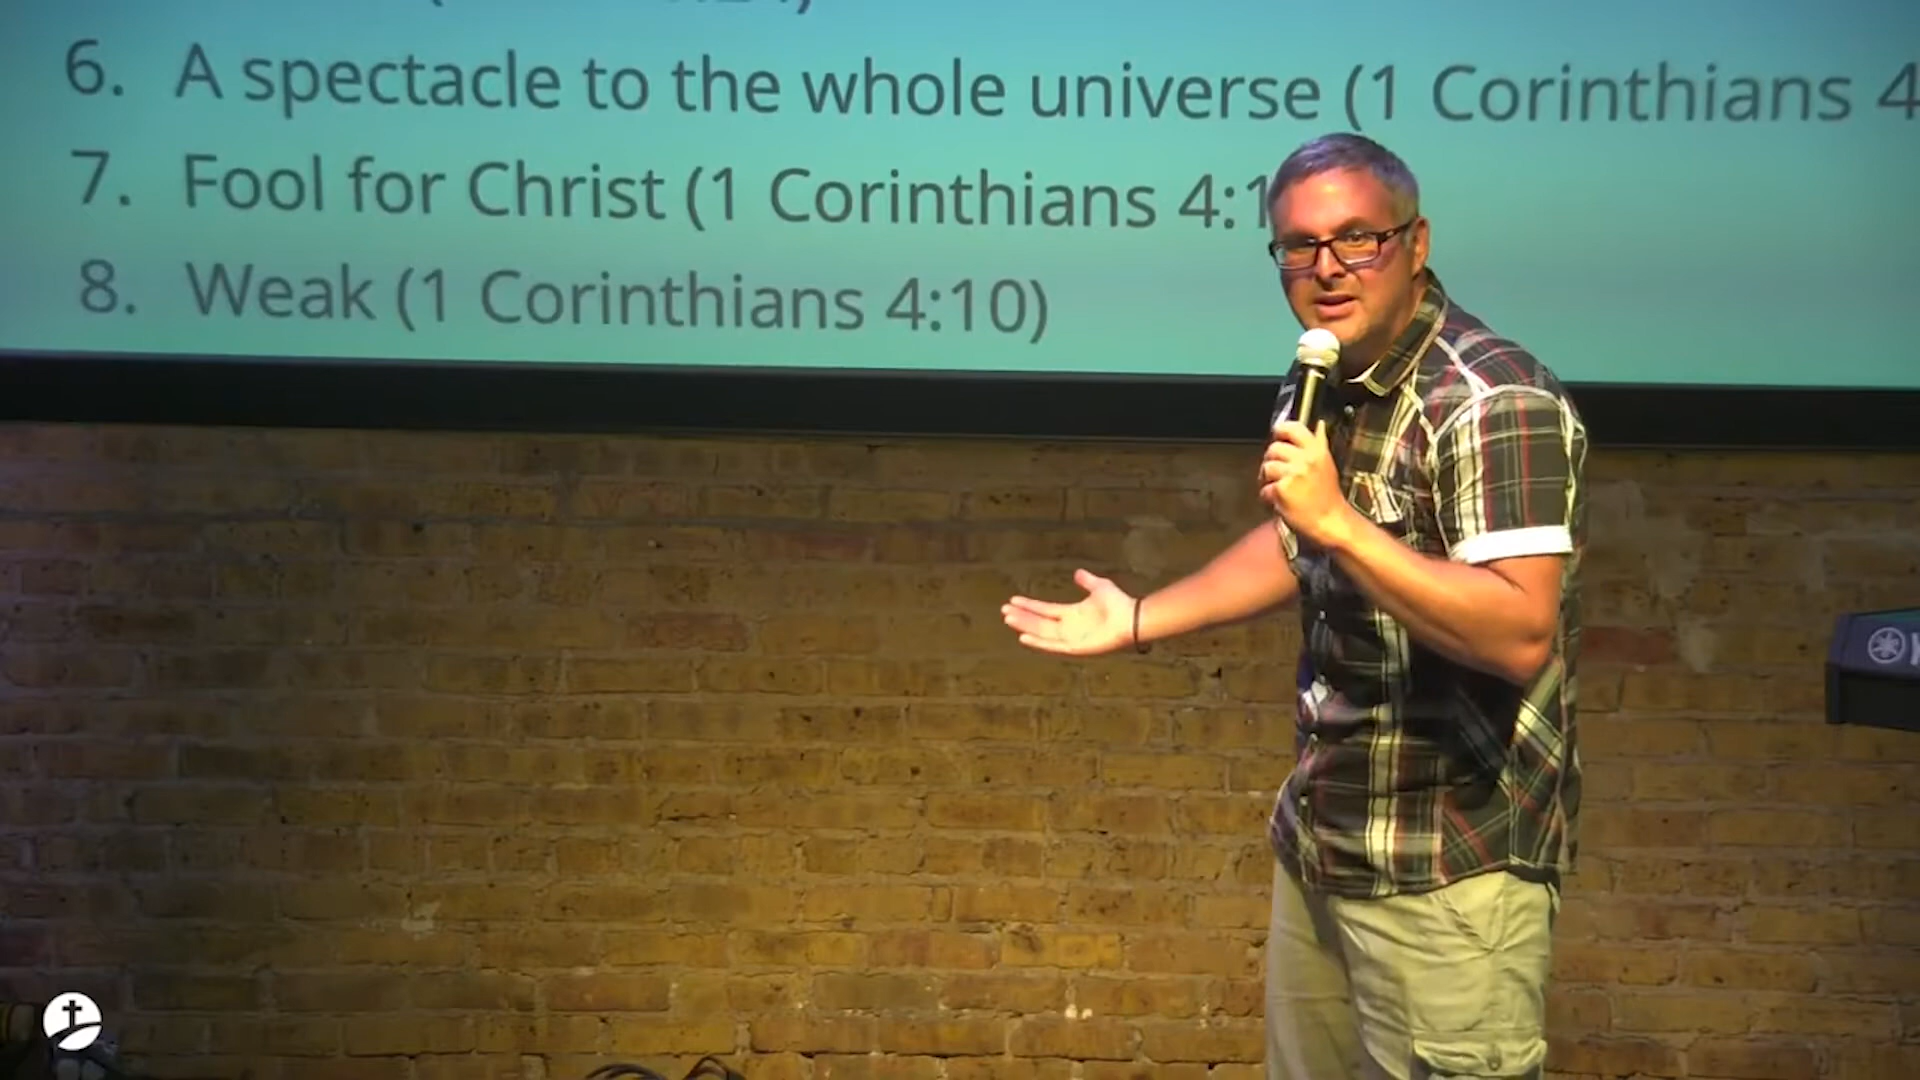 6. A spectacle to the whole universe (1 Corinthians 4
7. Fool for Christ (1 Corinthians 4:1
8. Weak (1 Corinthians 4:10)